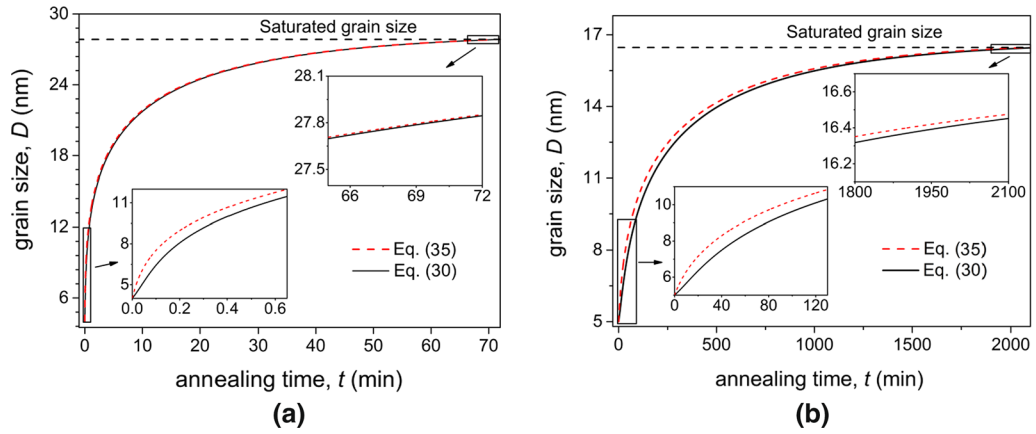 30
24
18
12
6
grain size, D (nm)
Saturated grain size
28.1
27.8
27.5
66 69 72
11
8
5
0.0 0.2 0.4 0.6
Eq. (35)
Eq. (30)
0 10 20 30 40 50 60 70
annealing time, t (min)
(a)
17
14
11
8
5
grain size, D (nm)
Saturated grain size
16.6
16.4
16.2
1800 1950 2100
10
8
6
0 40 80 120
Eq. (35)
Eq. (30)
0 500 1000 1500 2000
annealing time, t (min)
(b)